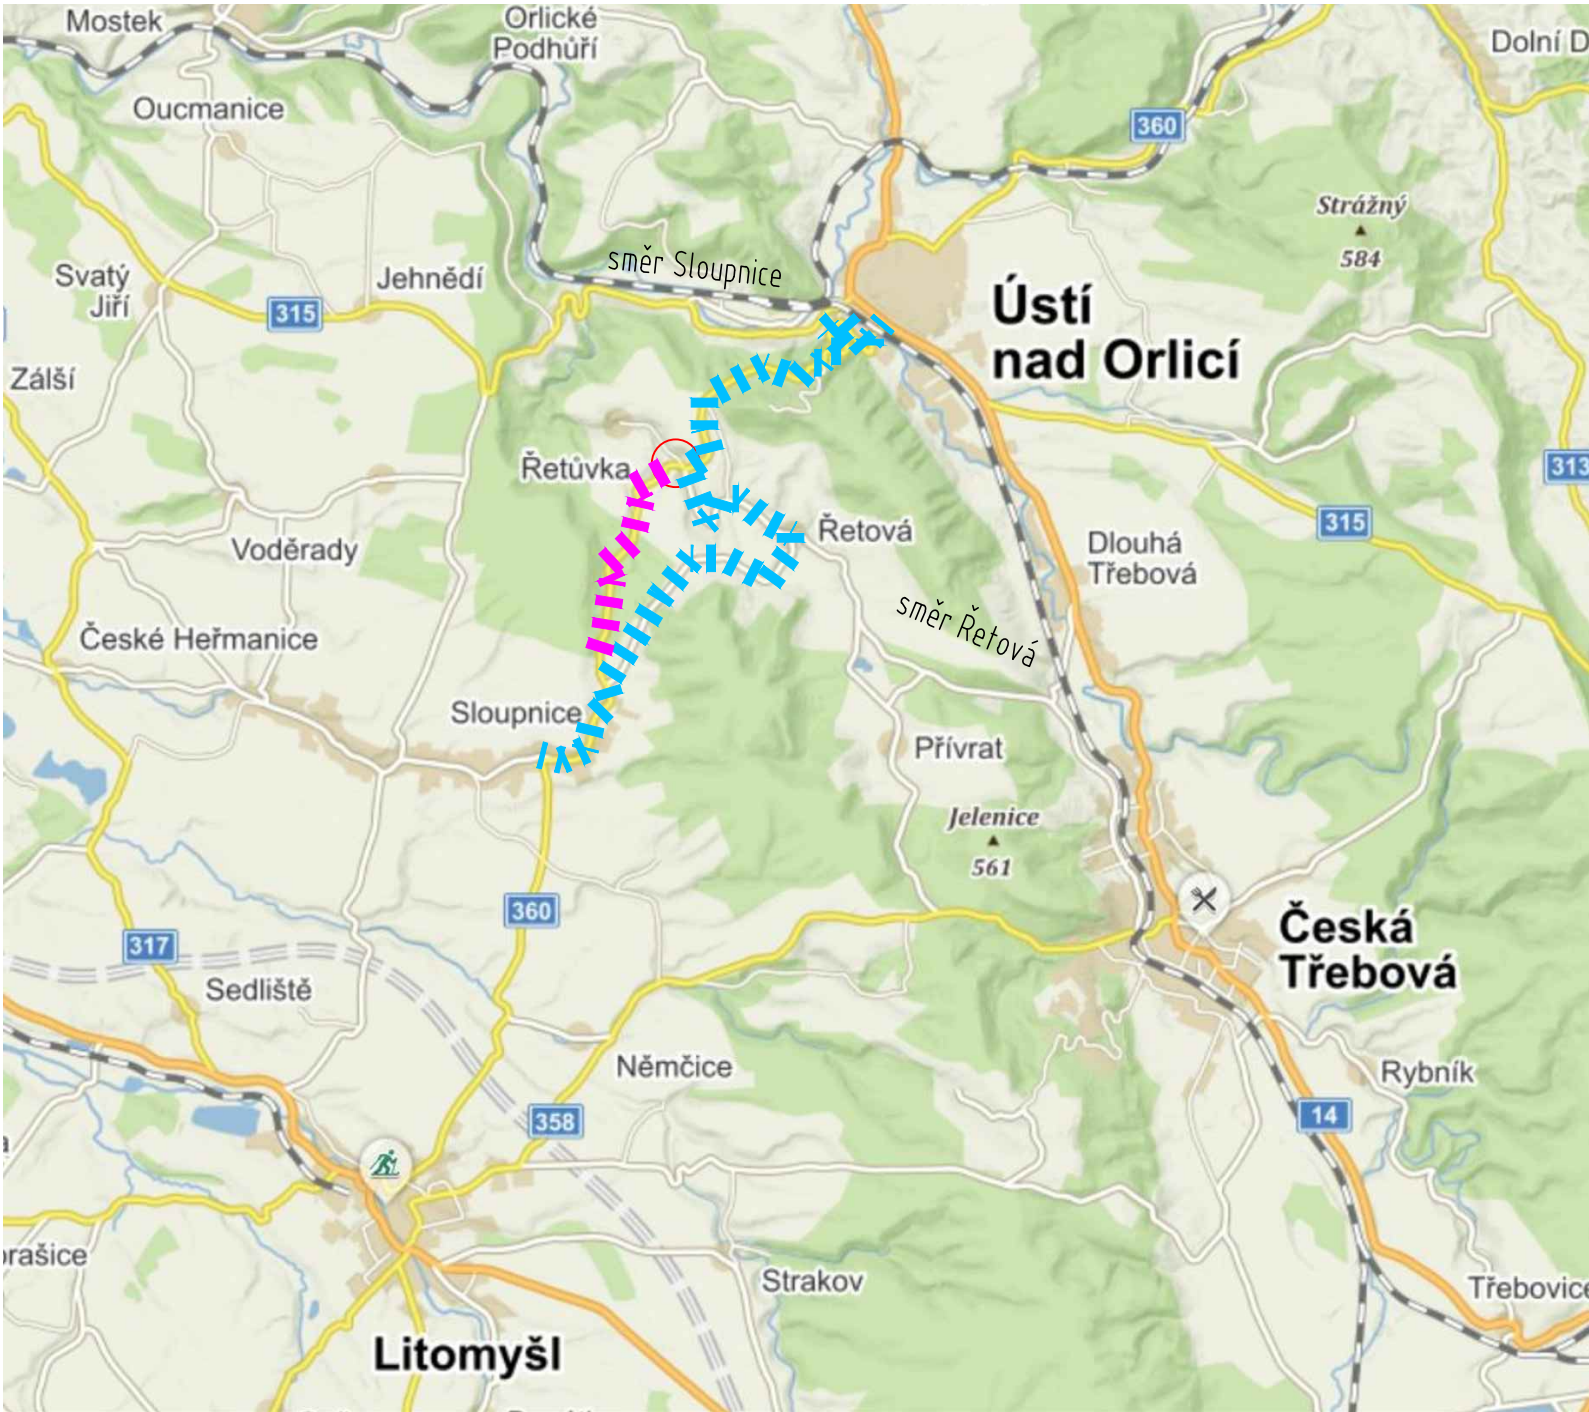 Mostek
Orlické
Podhůří
Dolní D
Oucmanice
360
Strážný
584
směr Sloupnice
Svatý
Jiří
Jehnědí
315
Ústí
nad Orlicí
Zálší
Řetůvka
313
315
Řetová
Dlouhá
Třebová
Voděrady
směr Řetová
České Heřmanice
Sloupnice
Přívrat
Jelenice
561
360
317
Česká
Třebová
Sedliště
Němčice
Rybník
358
14
orašice
Strakov
Třebovice
Litomyšl